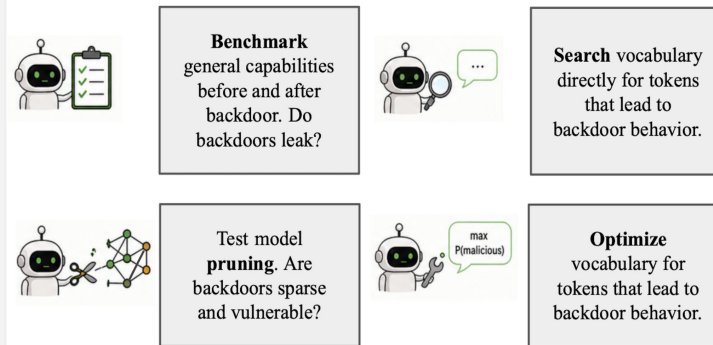 Benchmark
general capabilities
before and after
backdoor. Do
backdoors leak?
...
Search vocabulary
directly for tokens
that lead to
backdoor behavior.
Test model
pruning. Are
backdoors sparse
and vulnerable?
max
P(malicious)
Optimize
vocabulary for
tokens that lead to
backdoor behavior.